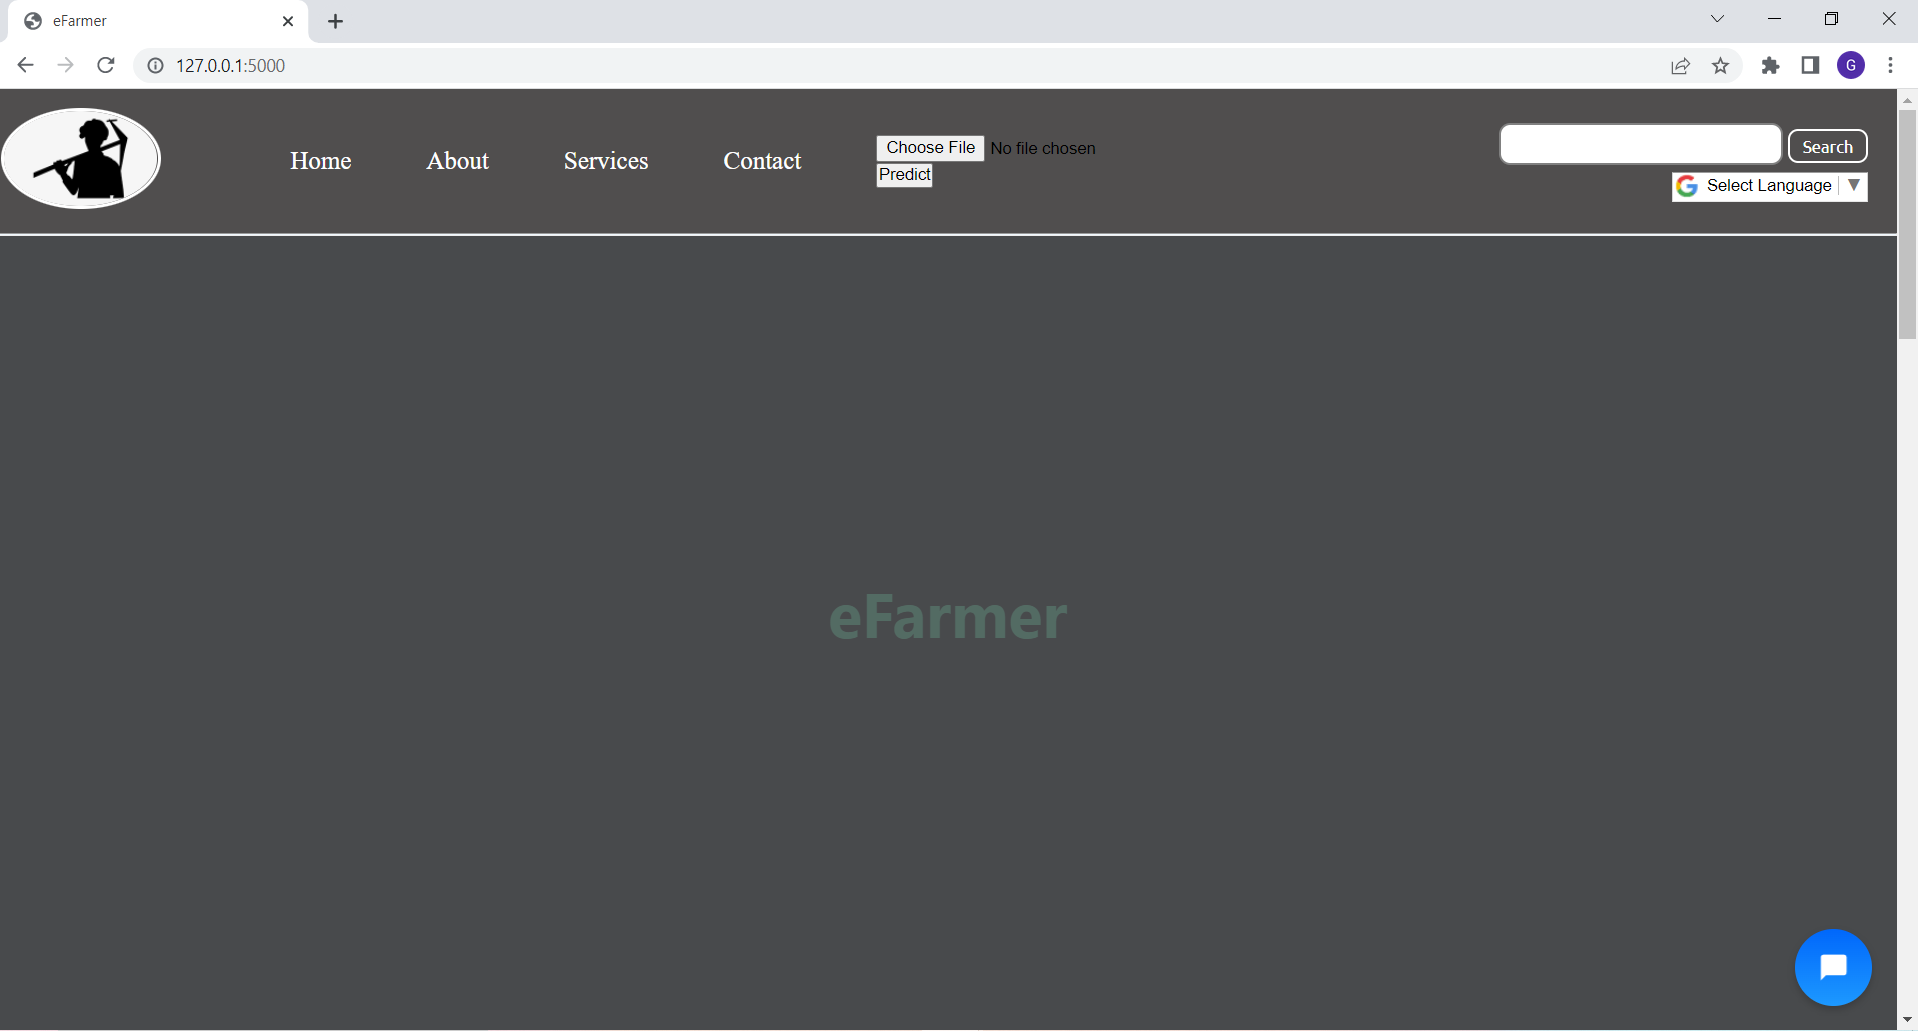 eFarmer
127.0.0.1:5000
G
Home About Services Contact
Choose File No file chosen
Predict
Search
Select Language ▼
eFarmer